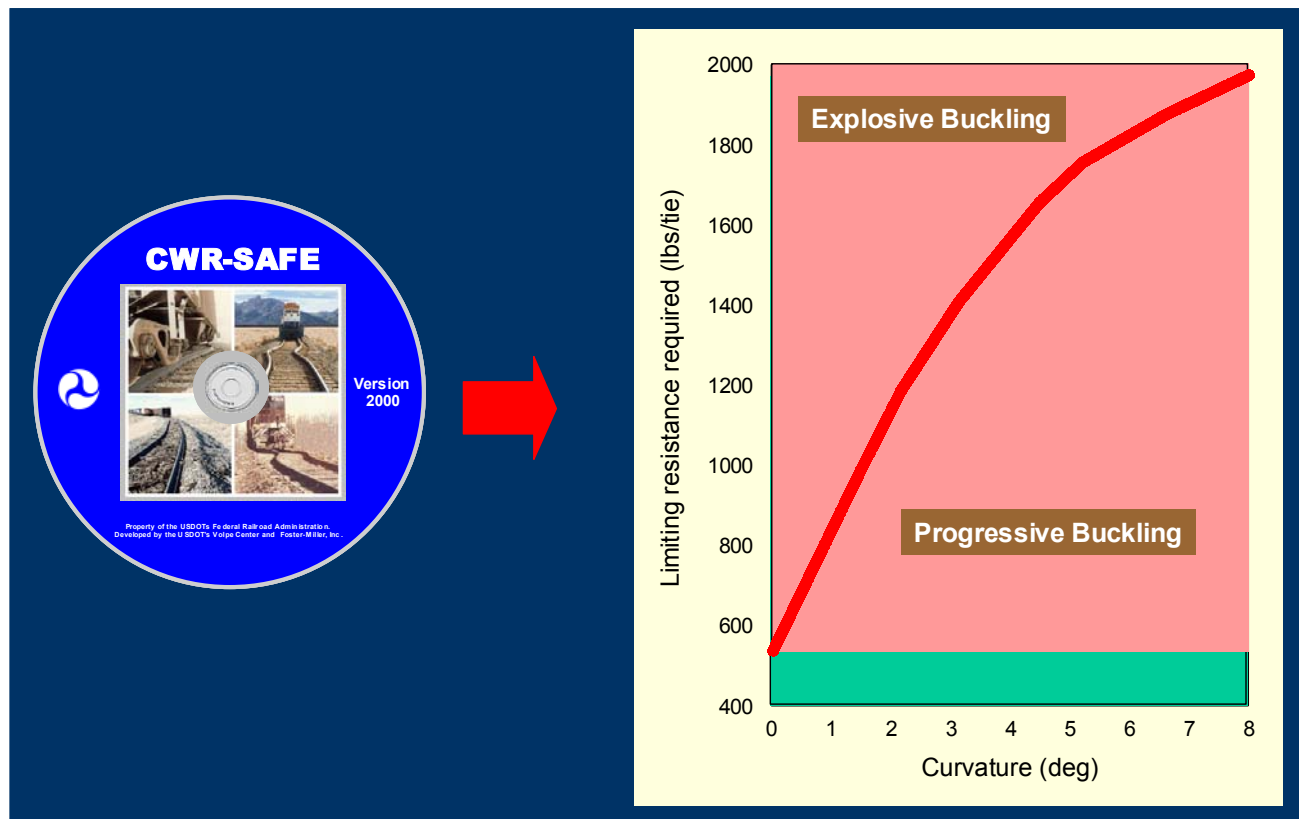 CWR-SAFE
Version
2000
Property of the USDOTs Federal Railroad Administration.
Developed by the USDOT's Volpe Center and Foster-Miller, Inc.
Limiting resistance required (lbs/tie)
2000
1800
1600
1400
1200
1000
800
600
400
Explosive Buckling
Progressive Buckling
0 1 2 3 4 5 6 7 8
Curvature (deg)